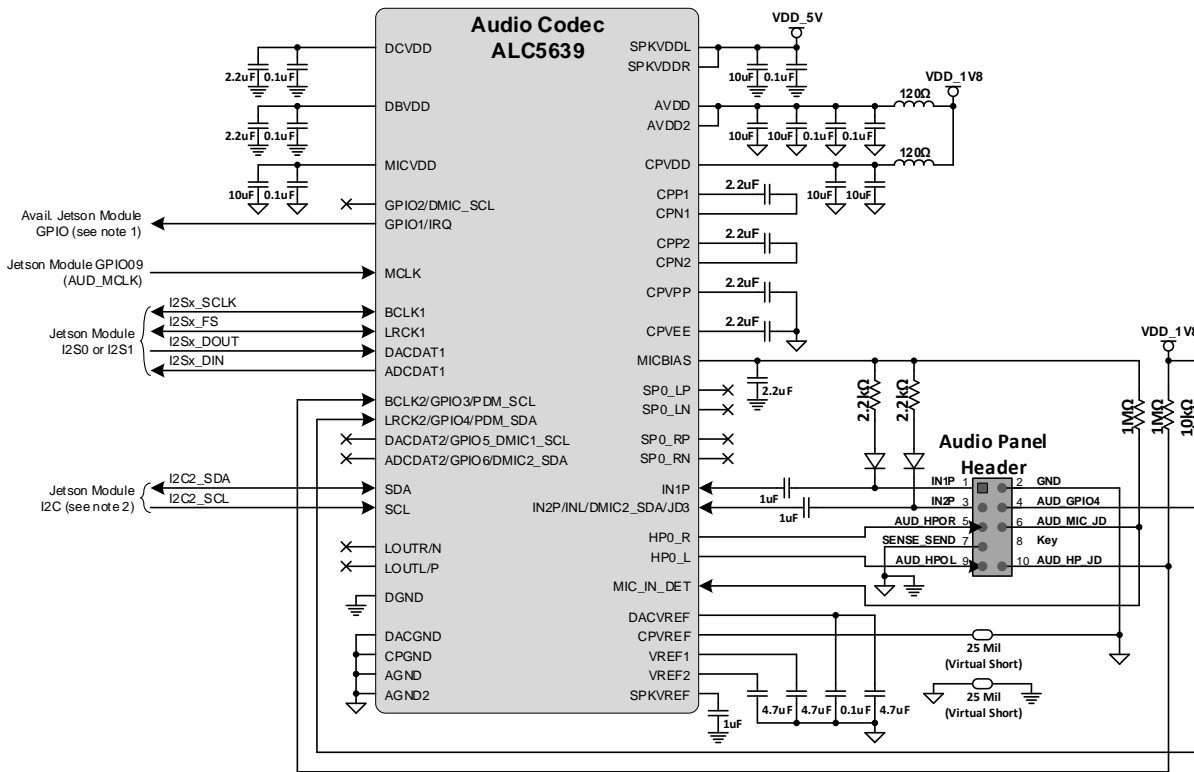 Audio Codec
ALC5639
DCVDD
2.2uF
0.1uF
DBVDD
2.2uF
0.1uF
MICVDD
10uF
0.1uF
GPIO2/DMIC_SCL
Avail. Jetson Module
GPIO (see note 1)
GPIO1/IRQ
Jetson Module GPIO09
(AUD_MCLK)
MCLK
Jetson Module
I2S0 or I2S1
I2Sx_SCLK
BCLK1
I2Sx_FS
LRCK1
I2Sx_DOUT
DACDAT1
I2Sx_DIN
ADCDAT1
BCLK2/GPIO3/PDM_SCL
LRCK2/GPIO4/PDM_SDA
DACDAT2/GPIO5_DMIC1_SCL
ADCDAT2/GPIO6/DMIC2_SDA
Jetson Module
I2C (see note 2)
I2C2_SDA
SDA
I2C2_SCL
SCL
LOUTR/N
LOUTL/P
DGND
DACGND
CPGND
AGND
AGND2
SPKVDDL
SPKVDDR
VDD_5V
10uF
0.1uF
AVDD
AVDD2
10uF
10uF
0.1uF
0.1uF
120Ω
VDD_1V8
CPVDD
120Ω
10uF
10uF
CPP1
2.2uF
CPN1
CPP2
2.2uF
CPN2
CPVPP
2.2uF
CPVEE
2.2uF
MICBIAS
2.2uF
2.2kΩ
2.2kΩ
VDD_1V8
1MΩ
1MΩ
10kΩ
SP0_LP
SP0_LN
SP0_RP
SP0_RN
Audio Panel
Header
IN1P
1uF
IN1P
1
2
GND
IN2P/INL/DMIC2_SDA/JD3
1uF
IN2P
3
4
AUD_GPIO4
HP0_R
AUD_HPOR
5
6
AUD_MIC_JD
SENSE_SEND
7
8
Key
HP0_L
AUD_HPOL
9
10
AUD_HP_JD
MIC_IN_DET
DACVREF
CPVREF
25 Mil
(Virtual Short)
VREF1
VREF2
SPKVREF
1uF
4.7uF
4.7uF
0.1uF
4.7uF
25 Mil
(Virtual Short)